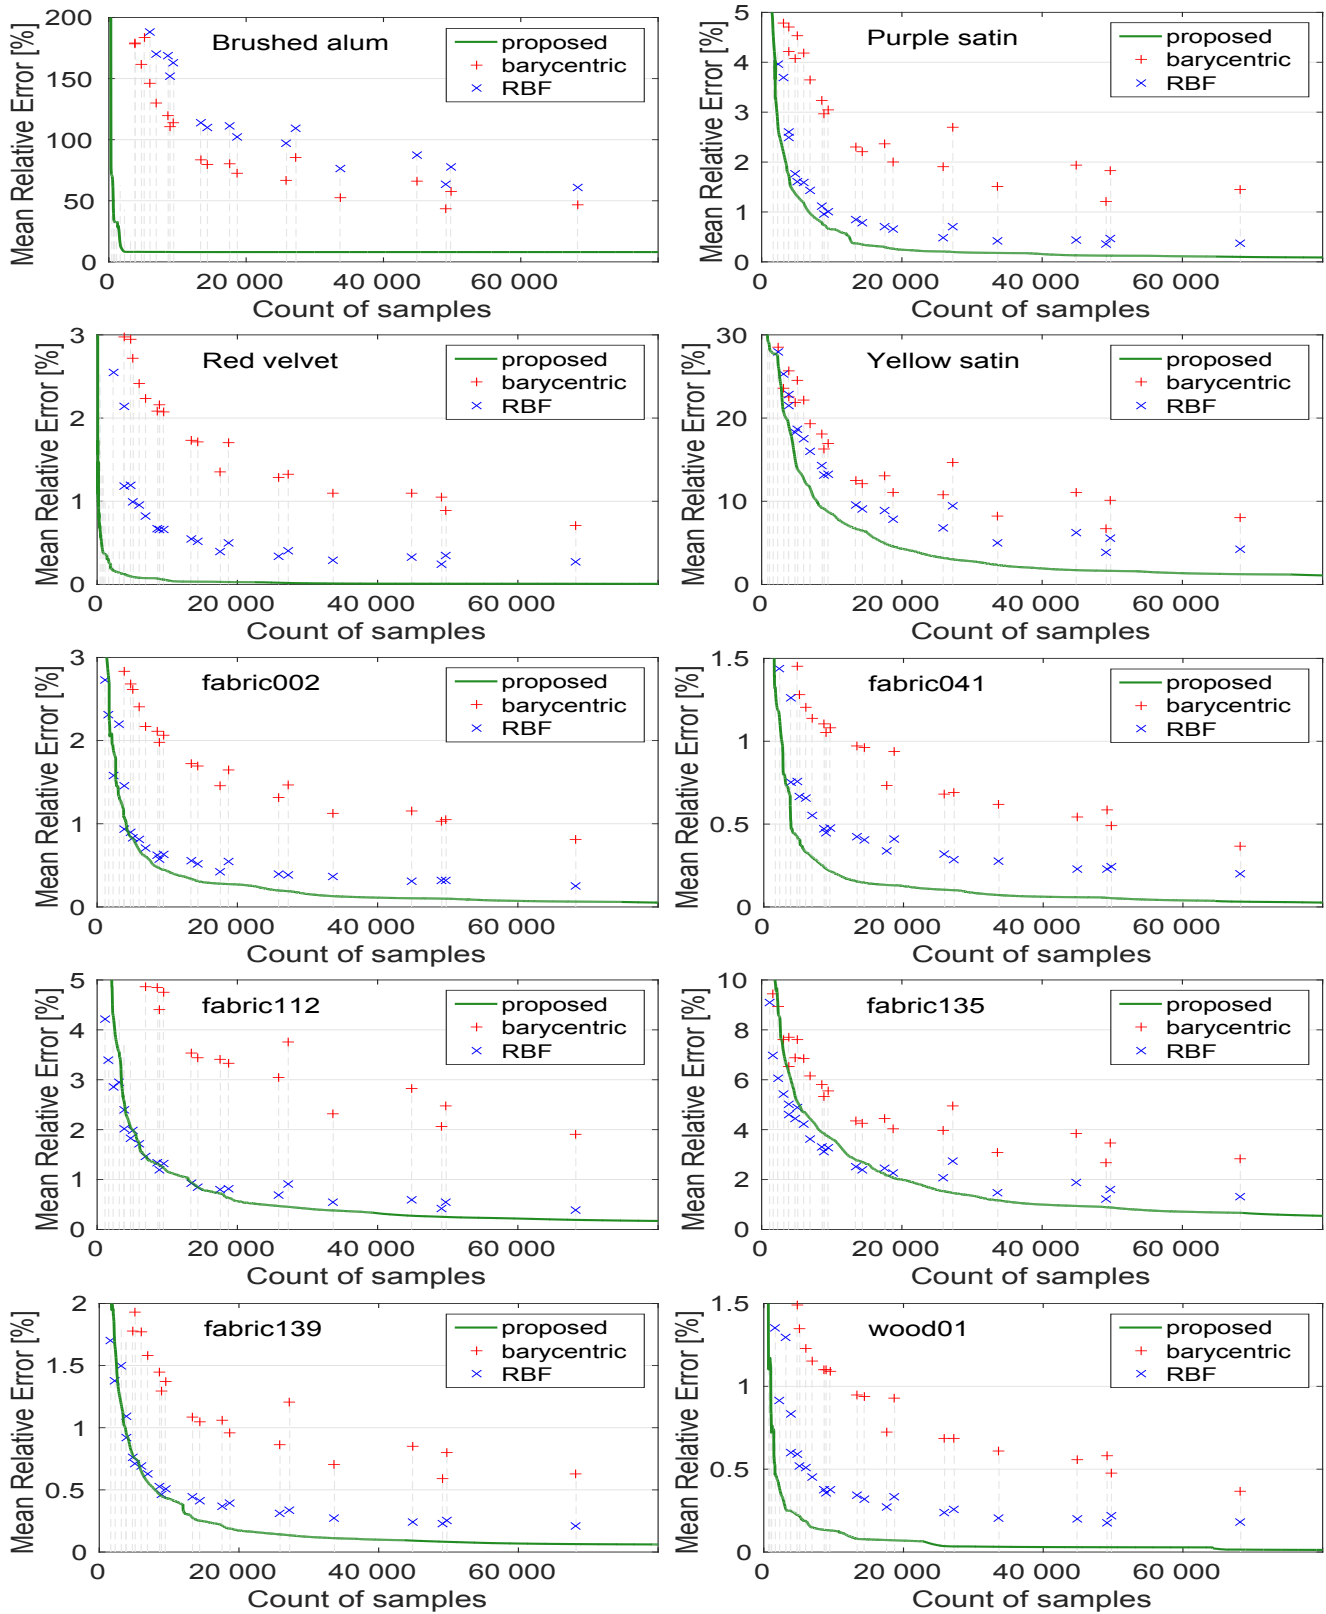 Mean Relative Error [%]
200
150
100
50
0
Brushed alum
proposed
barycentric
RBF
0
20 000
40 000
60 000
Count of samples
Mean Relative Error [%]
5
4
3
2
1
0
Purple satin
proposed
barycentric
RBF
0
20 000
40 000
60 000
Count of samples
Mean Relative Error [%]
3
2
1
0
Red velvet
proposed
barycentric
RBF
0
20 000
40 000
60 000
Count of samples
Mean Relative Error [%]
30
20
10
0
Yellow satin
proposed
barycentric
RBF
0
20 000
40 000
60 000
Count of samples
Mean Relative Error [%]
3
2
1
0
fabric002
proposed
barycentric
RBF
0
20 000
40 000
60 000
Count of samples
Mean Relative Error [%]
1.5
1
0.5
0
fabric041
proposed
barycentric
RBF
0
20 000
40 000
60 000
Count of samples
Mean Relative Error [%]
5
4
3
2
1
0
fabric112
proposed
barycentric
RBF
0
20 000
40 000
60 000
Count of samples
Mean Relative Error [%]
10
8
6
4
2
0
fabric135
proposed
barycentric
RBF
0
20 000
40 000
60 000
Count of samples
Mean Relative Error [%]
2
1.5
1
0.5
0
fabric139
proposed
barycentric
RBF
0
20 000
40 000
60 000
Count of samples
Mean Relative Error [%]
1.5
1
0.5
0
wood01
proposed
barycentric
RBF
0
20 000
40 000
60 000
Count of samples